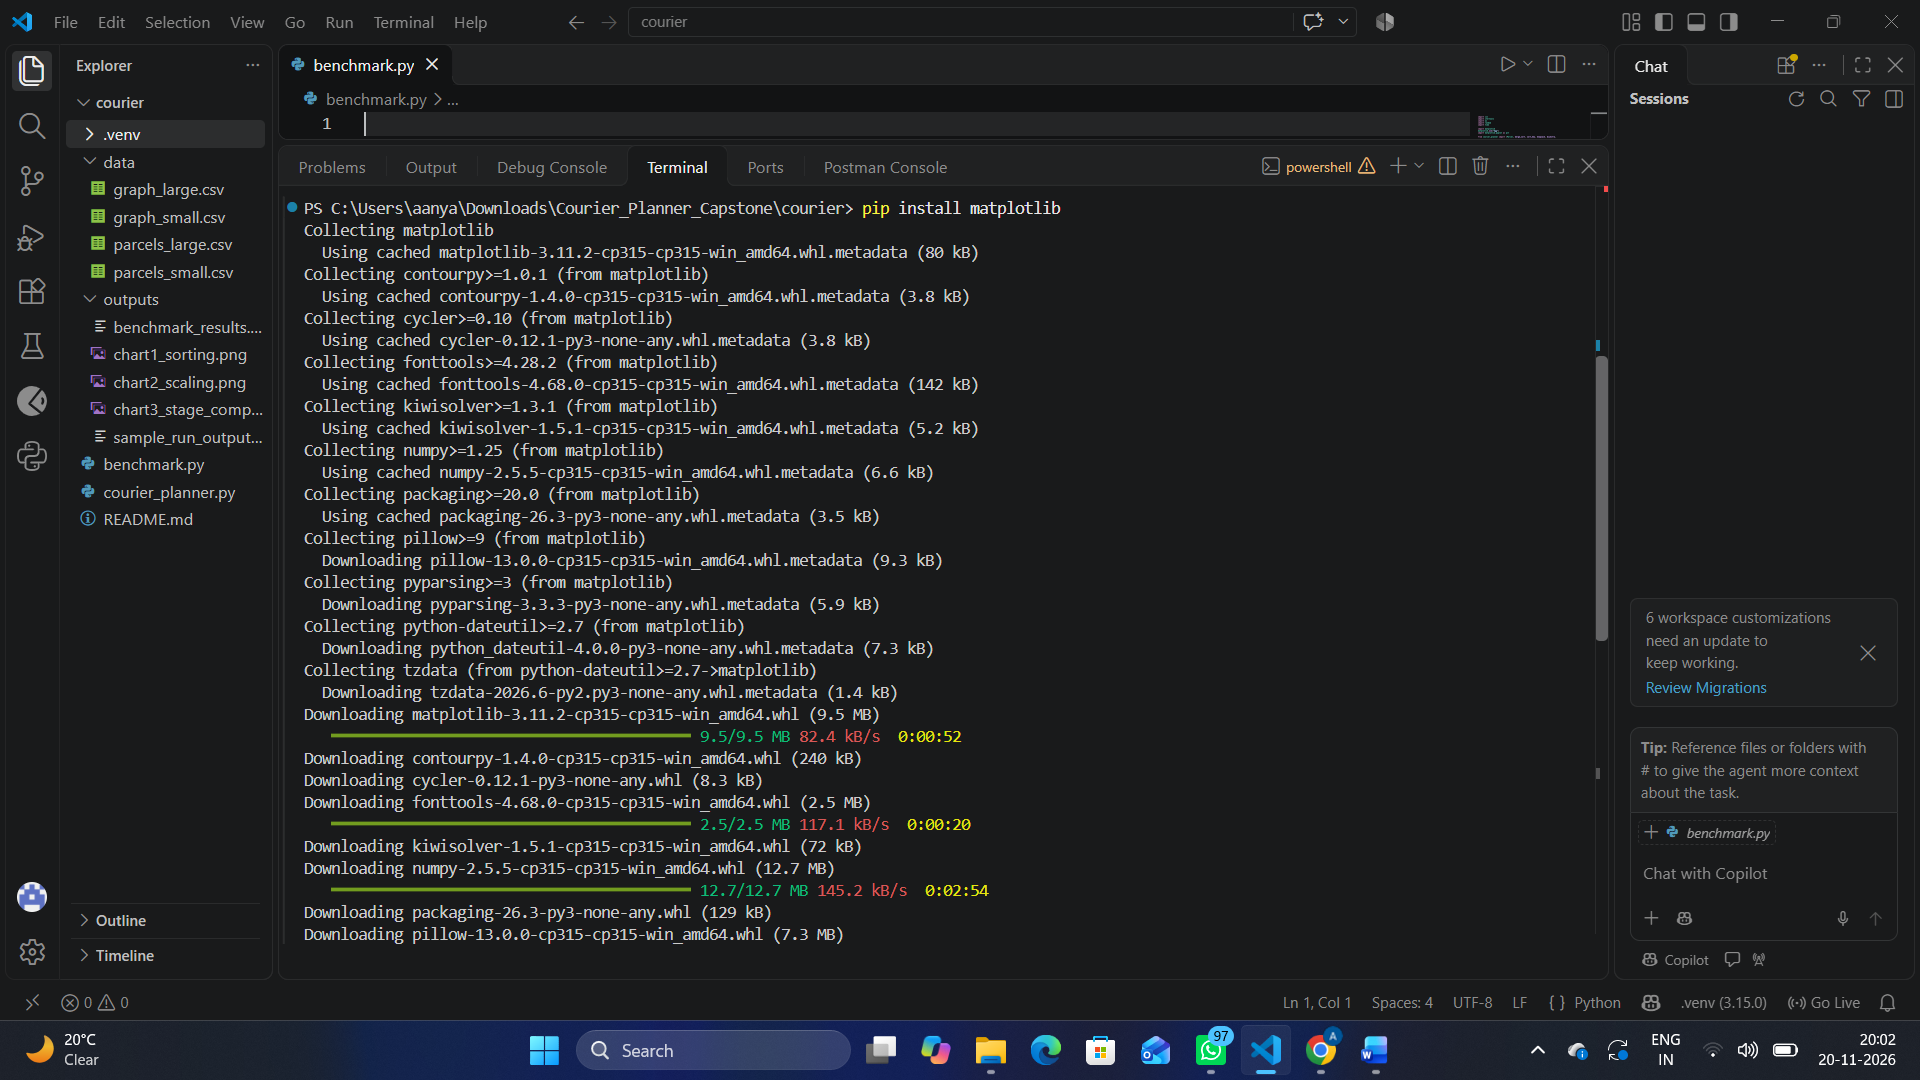 File Edit Selection View Go Run Terminal Help
courier
Explorer
courier
.venv
data
graph_large.csv
graph_small.csv
parcels_large.csv
parcels_small.csv
outputs
benchmark_results....
chart1_sorting.png
chart2_scaling.png
chart3_stage_comp...
sample_run_output...
benchmark.py
courier_planner.py
README.md
Outline
Timeline
benchmark.py
benchmark.py > ...
1
Problems Output Debug Console Terminal Ports Postman Console
powershell
PS C:\Users\aanya\Downloads\Courier_Planner_Capstone\courier> pip install matplotlib
Collecting matplotlib
Using cached matplotlib-3.11.2-cp315-cp315-win_amd64.whl.metadata (80 kB)
Collecting contourpy>=1.0.1 (from matplotlib)
Using cached contourpy-1.4.0-cp315-cp315-win_amd64.whl.metadata (3.8 kB)
Collecting cycler>=0.10 (from matplotlib)
Using cached cycler-0.12.1-py3-none-any.whl.metadata (3.8 kB)
Collecting fonttools>=4.28.2 (from matplotlib)
Using cached fonttools-4.68.0-cp315-cp315-win_amd64.whl.metadata (142 kB)
Collecting kiwisolver>=1.3.1 (from matplotlib)
Using cached kiwisolver-1.5.1-cp315-cp315-win_amd64.whl.metadata (5.2 kB)
Collecting numpy>=1.25 (from matplotlib)
Using cached numpy-2.5.5-cp315-cp315-win_amd64.whl.metadata (6.6 kB)
Collecting packaging>=20.0 (from matplotlib)
Using cached packaging-26.3-py3-none-any.whl.metadata (3.5 kB)
Collecting pillow>=9 (from matplotlib)
Downloading pillow-13.0.0-cp315-cp315-win_amd64.whl.metadata (9.3 kB)
Collecting pyparsing>=3 (from matplotlib)
Downloading pyparsing-3.3.3-py3-none-any.whl.metadata (5.9 kB)
Collecting python-dateutil>=2.7 (from matplotlib)
Downloading python_dateutil-4.0.0-py3-none-any.whl.metadata (7.3 kB)
Collecting tzdata (from python-dateutil>=2.7->matplotlib)
Downloading tzdata-2026.6-py2.py3-none-any.whl.metadata (1.4 kB)
Downloading matplotlib-3.11.2-cp315-cp315-win_amd64.whl (9.5 MB)
9.5/9.5 MB 82.4 kB/s 0:00:52
Downloading contourpy-1.4.0-cp315-cp315-win_amd64.whl (240 kB)
Downloading cycler-0.12.1-py3-none-any.whl (8.3 kB)
Downloading fonttools-4.68.0-cp315-cp315-win_amd64.whl (2.5 MB)
2.5/2.5 MB 117.1 kB/s 0:00:20
Downloading kiwisolver-1.5.1-cp315-cp315-win_amd64.whl (72 kB)
Downloading numpy-2.5.5-cp315-cp315-win_amd64.whl (12.7 MB)
12.7/12.7 MB 145.2 kB/s 0:02:54
Downloading packaging-26.3-py3-none-any.whl (129 kB)
Downloading pillow-13.0.0-cp315-cp315-win_amd64.whl (7.3 MB)
Chat
Sessions
6 workspace customizations
need an update to
keep working.
Review Migrations
Tip: Reference files or folders with
# to give the agent more context
about the task.
benchmark.py
Chat with Copilot
Copilot
0 0
Ln 1, Col 1 Spaces: 4 UTF-8 LF { } Python .venv (3.15.0) Go Live
20°C
Clear
Search
97
A
ENG
IN
20:02
20-11-2026